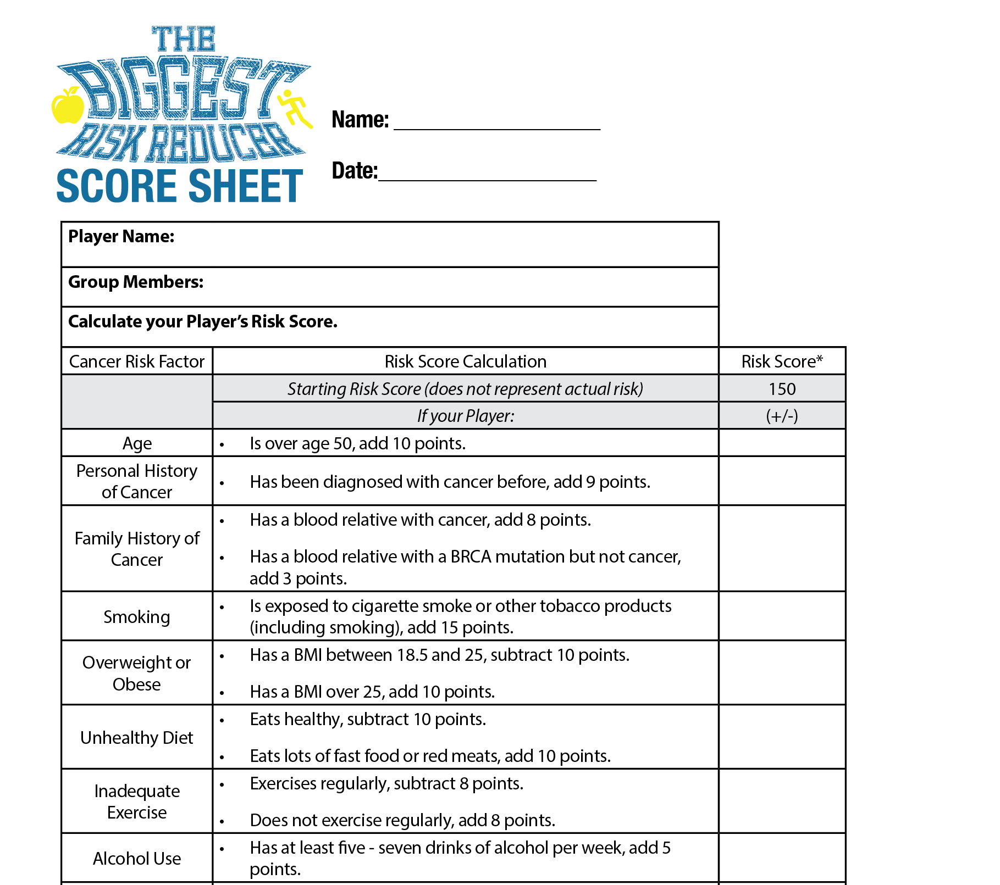 THE
BIGGEST
RISK REDUCER
SCORE SHEET
Name: ____________________
Date:_____________________
Player Name:
Group Members:
Calculate your Player’s Risk Score.
Cancer Risk Factor Risk Score Calculation Risk Score*
Starting Risk Score (does not represent actual risk) 150
If your Player: (+/-)
Age • Is over age 50, add 10 points.
Personal History
of Cancer
• Has been diagnosed with cancer before, add 9 points.
Family History of
Cancer
• Has a blood relative with cancer, add 8 points.
• Has a blood relative with a BRCA mutation but not cancer,
add 3 points.
Smoking
• Is exposed to cigarette smoke or other tobacco products
(including smoking), add 15 points.
Overweight or
Obese
• Has a BMI between 18.5 and 25, subtract 10 points.
• Has a BMI over 25, add 10 points.
Unhealthy Diet
• Eats healthy, subtract 10 points.
• Eats lots of fast food or red meats, add 10 points.
Inadequate
Exercise
• Exercises regularly, subtract 8 points.
• Does not exercise regularly, add 8 points.
Alcohol Use
• Has at least five - seven drinks of alcohol per week, add 5
points.